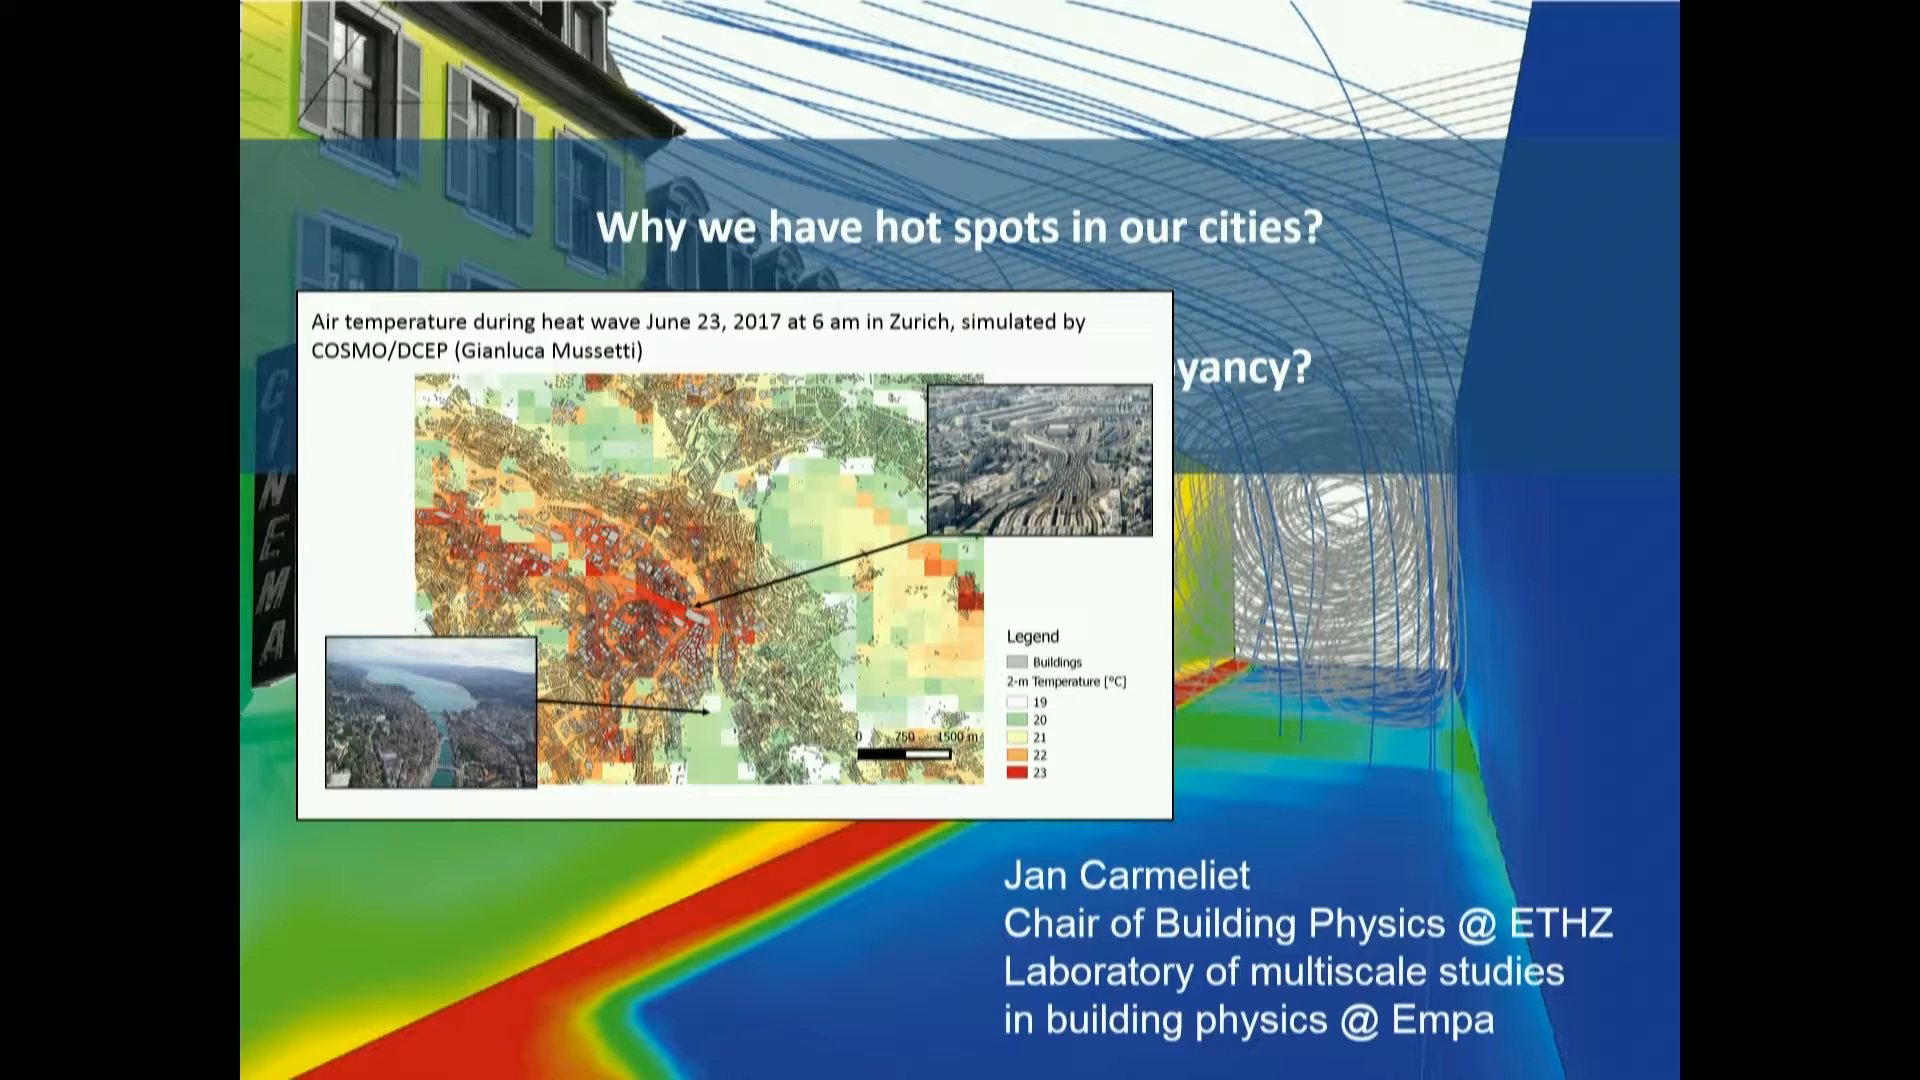 Why we have hot spots in our cities?
yancy?
Air temperature during heat wave June 23, 2017 at 6 am in Zurich, simulated by
COSMO/DCEP (Gianluca Mussetti)
CINEMA
Legend
Buildings
2-m Temperature [°C]
19
20
21
22
23
0 750 1500 m
Jan Carmeliet
Chair of Building Physics @ ETHZ
Laboratory of multiscale studies
in building physics @ Empa